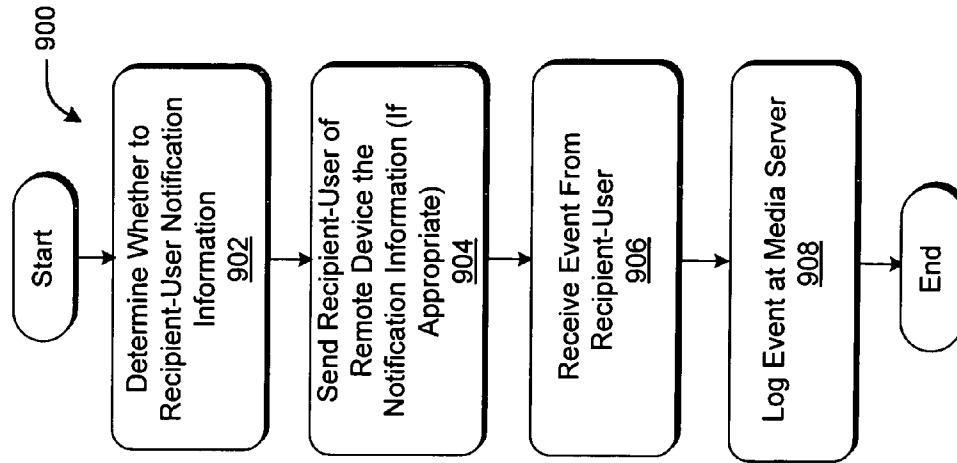 900
Start
Determine Whether to
Recipient-User Notification
Information
902
Send Recipient-User of
Remote Device the
Notification Information (If
Appropriate)
904
Receive Event From
Recipient-User
906
Log Event at Media Server
908
End